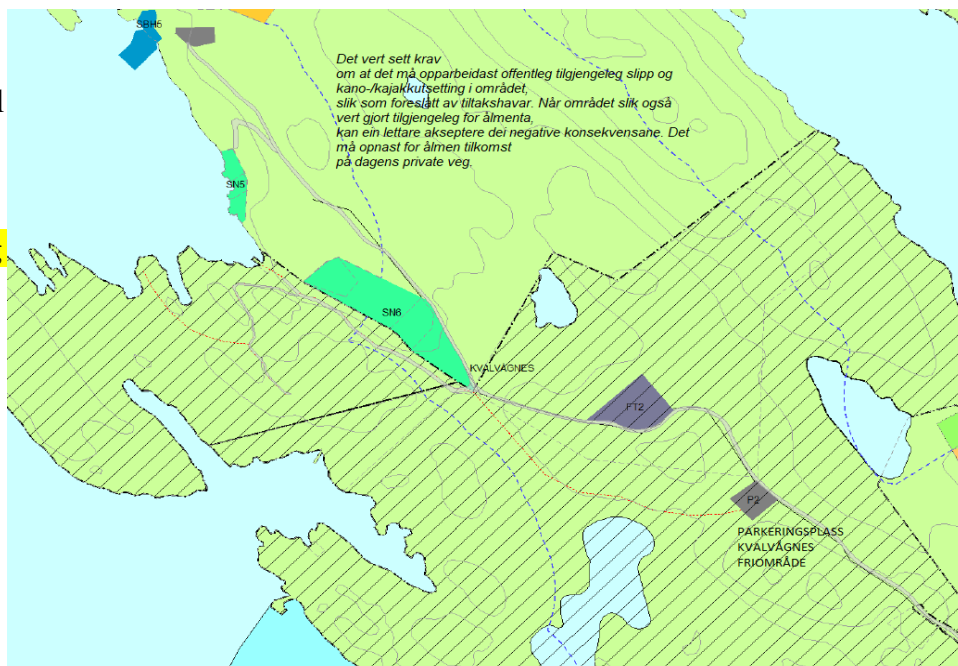 SBH5
Det vert sett krav
om at det må opparbeidast offentleg tilgjengeleg slipp og
kano-/kajakkutsetting i området,
slik som foreslått av tiltakshavar. Når området slik også
vert gjort tilgjengeleg for ålmenta,
kan ein lettare akseptere dei negative konsekvensane. Det
må opnast for ålmen tilkomst
på dagens private veg.
SN5
SN6
KVALVÅGNES
FT2
P2
PARKERINGSPLASS
KVALVÅGNES
FRIOMRÅDE